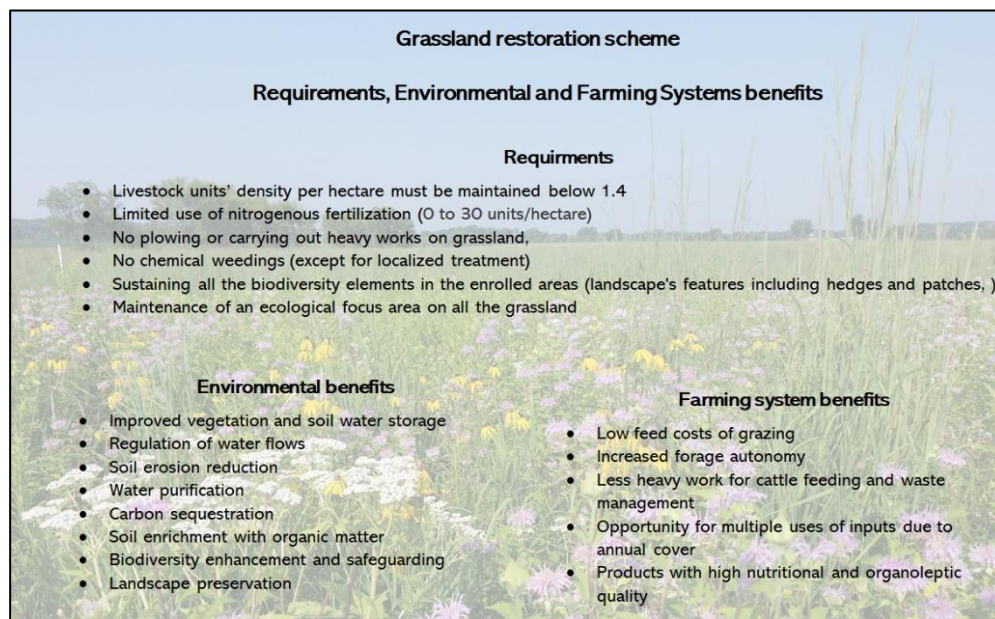 Grassland restoration scheme
Requirements, Environmental and Farming Systems benefits
Requirments
• Livestock units' density per hectare must be maintained below 1.4
• Limited use of nitrogenous fertilization (0 to 30 units/hectare)
• No plowing or carrying out heavy works on grassland,
• No chemical weedings (except for localized treatment)
• Sustaining all the biodiversity elements in the enrolled areas (landscape's features including hedges and patches, )
• Maintenance of an ecological focus area on all the grassland
Environmental benefits
• Improved vegetation and soil water storage
• Regulation of water flows
• Soil erosion reduction
• Water purification
• Carbon sequestration
• Soil enrichment with organic matter
• Biodiversity enhancement and safeguarding
• Landscape preservation
Farming system benefits
• Low feed costs of grazing
• Increased forage autonomy
• Less heavy work for cattle feeding and waste
management
• Opportunity for multiple uses of inputs due to
annual cover
• Products with high nutritional and organoleptic
quality